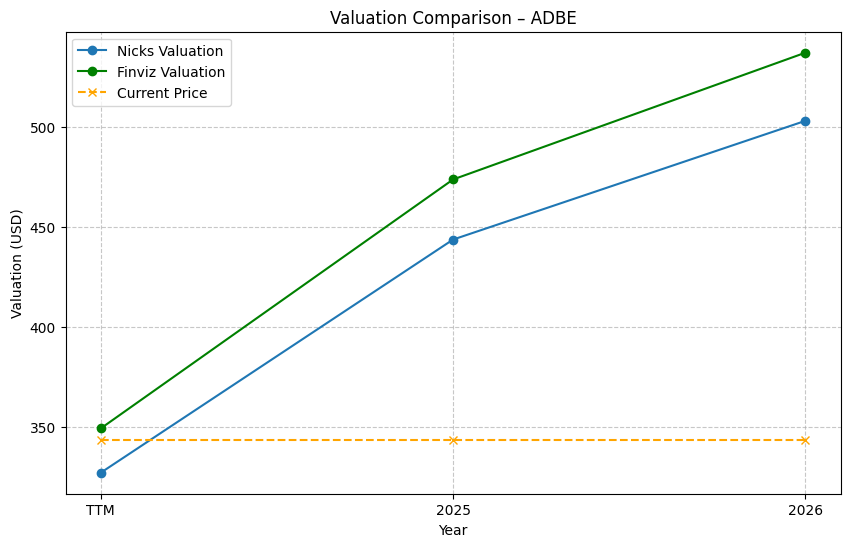 Valuation Comparison – ADBE
Nicks Valuation
Finviz Valuation
Current Price
Valuation (USD)
500
450
400
350
TTM
2025
2026
Year